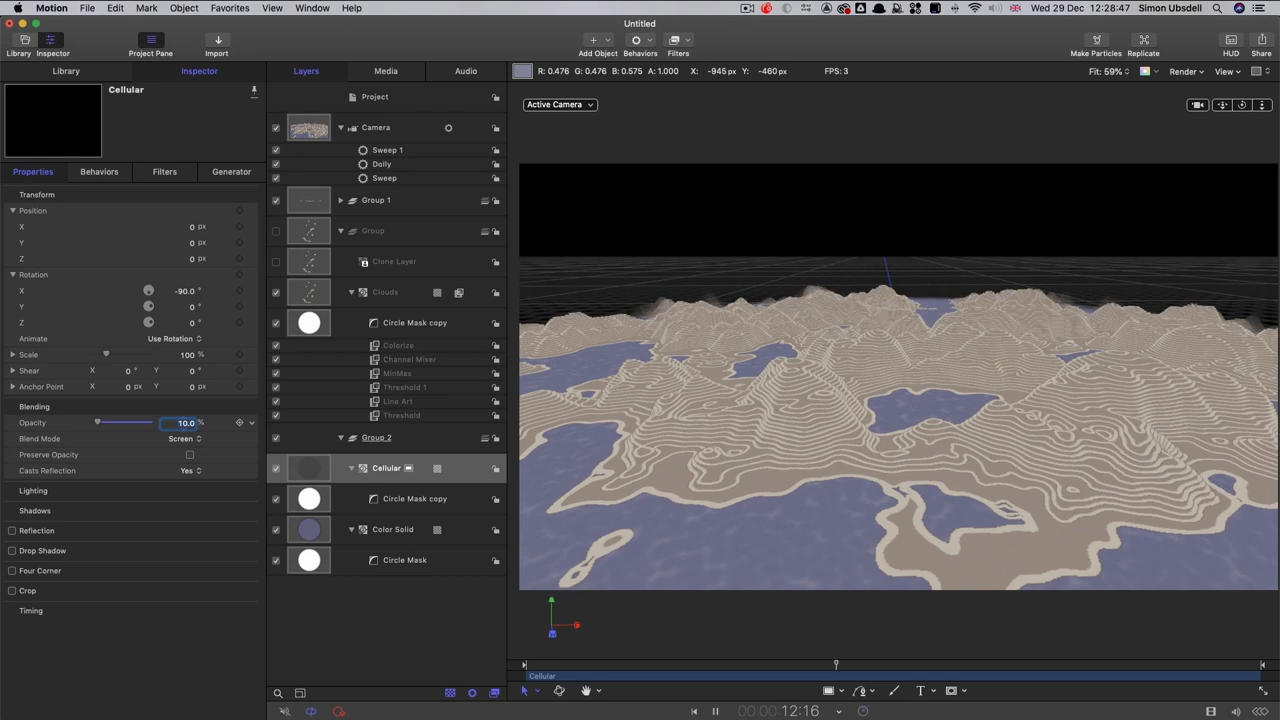 Motion File Edit Mark Object Favorites View Window Help Wed 29 Dec 12:28:47 Simon Ubsdell
Untitled
Library Inspector Project Pane Import Add Object Behaviors Filters Make Particles Replicate HUD Share
Library Inspector Layers Media Audio R: 0.476 G: 0.476 B: 0.575 A: 1.000 X: -945 px Y: -460 px FPS: 3 Fit: 59% Render View
Cellular
Properties Behaviors Filters Generator
Transform
Position
X 0 px
Y 0 px
Z 0 px
Rotation
X -90.0 °
Y 0 °
Z 0 °
Animate Use Rotation
Scale 100 %
Shear X 0 ° Y 0 °
Anchor Point X 0 px Y 0 px
Blending
Opacity 10.0 %
Blend Mode Screen
Preserve Opacity
Casts Reflection Yes
Lighting
Shadows
Reflection
Drop Shadow
Four Corner
Crop
Timing
Project
Camera
Sweep 1
Dolly
Sweep
Group 1
Group
Clone Layer
Clouds
Circle Mask copy
Colorize
Channel Mixer
MinMax
Threshold 1
Line Art
Threshold
Group 2
Cellular
Circle Mask copy
Color Solid
Circle Mask
Active Camera
Cellular
T
00:00:12:16